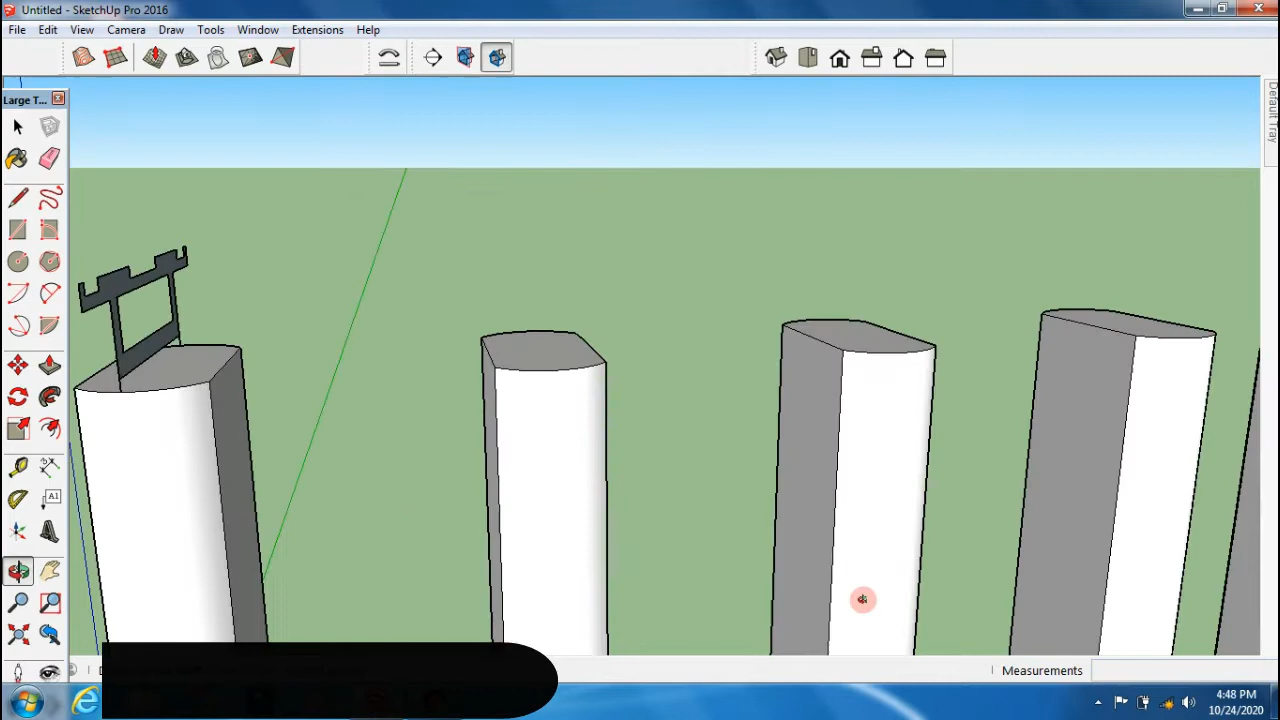 Untitled - SketchUp Pro 2016
File Edit View Camera Draw Tools Window Extensions Help
Large T...
Default Tray
A1
Measurements
4:48 PM
10/24/2020